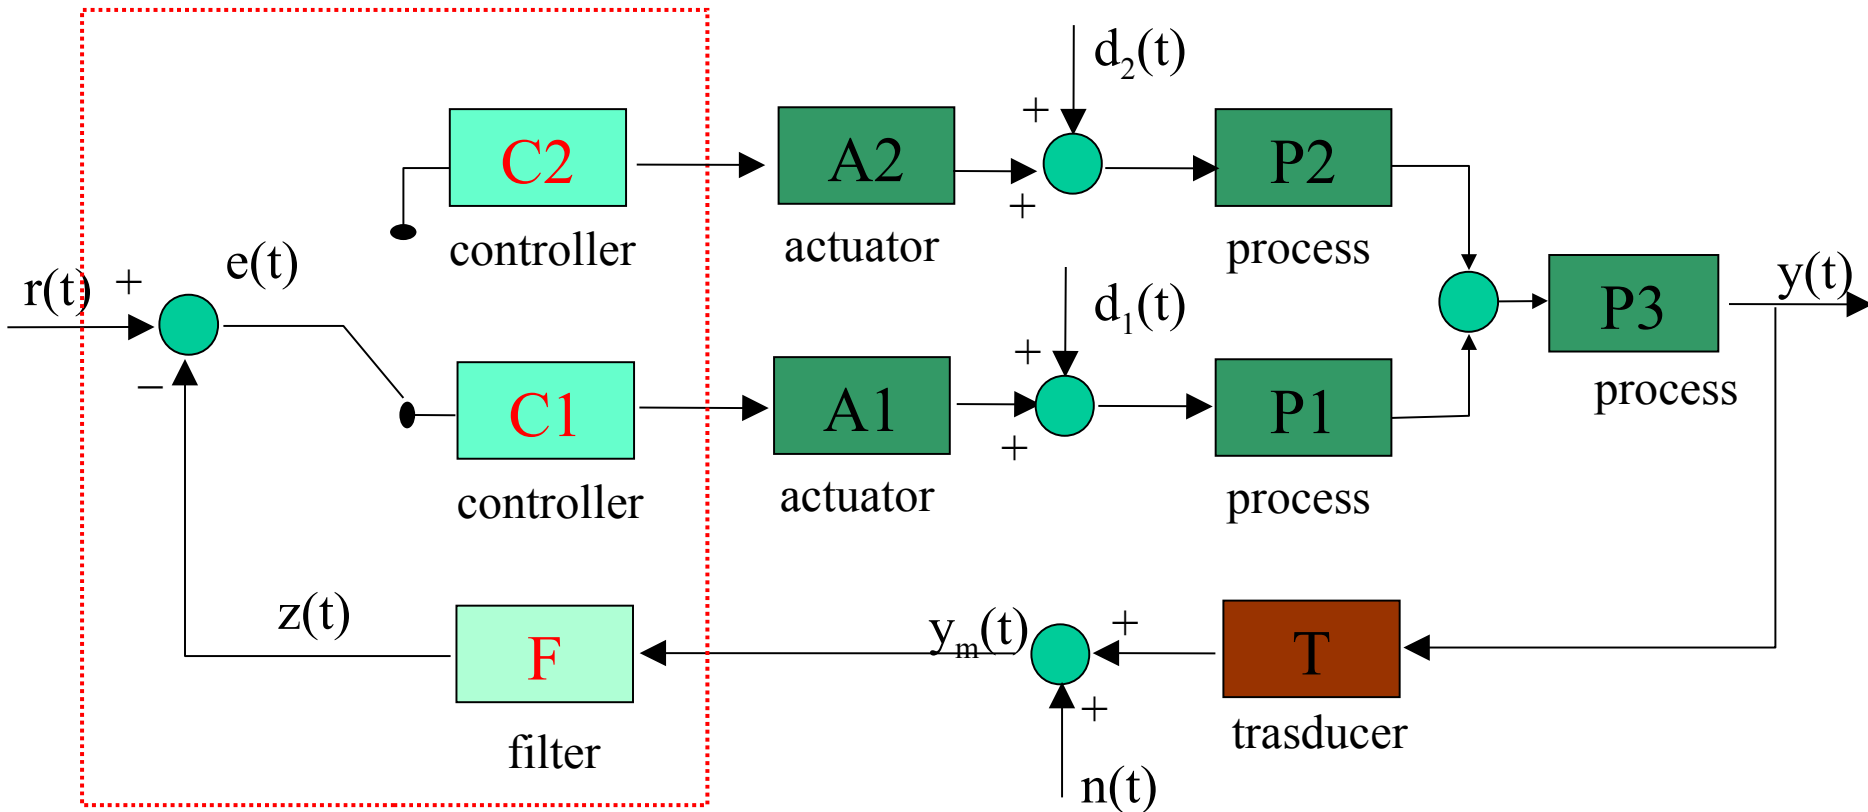 d₂(t)
+
C2
A2
+
P2
controller
actuator
process
r(t)
+
e(t)
d₁(t)
+
P3
y(t)
−
C1
A1
+
P1
process
controller
actuator
process
z(t)
F
yₘ(t)
+
T
+
filter
trasducer
n(t)